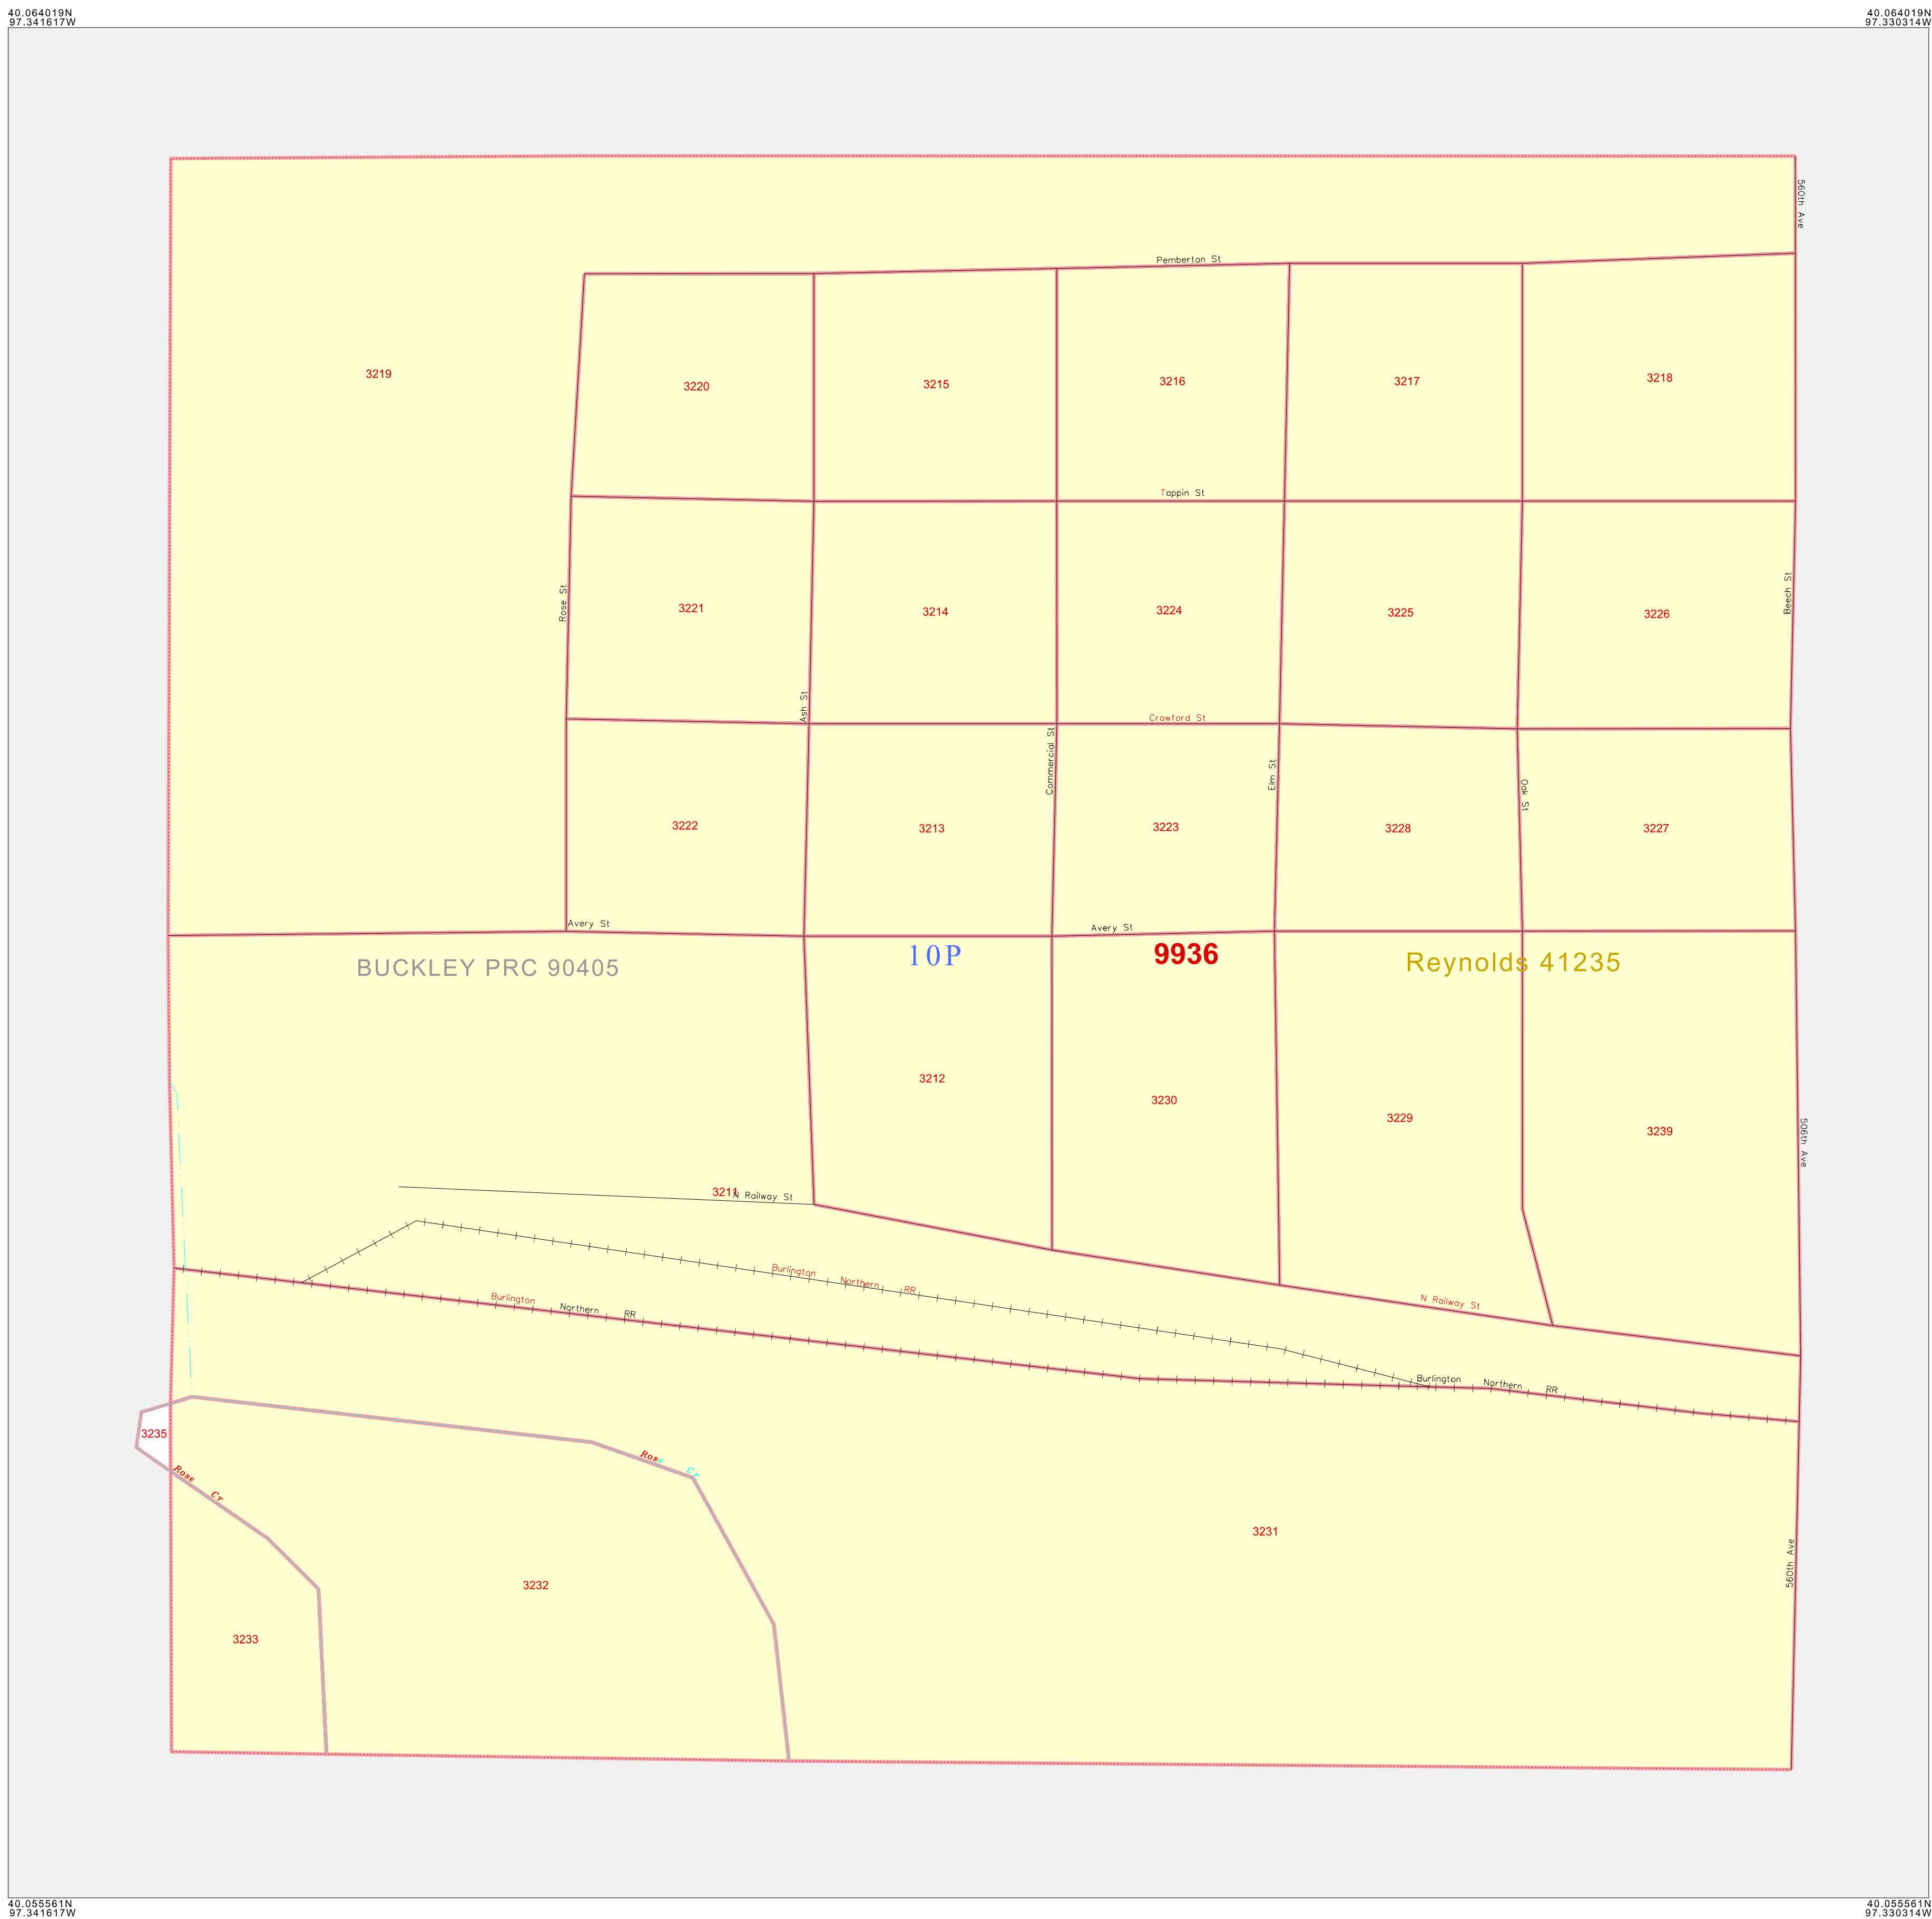 40.064019N
97.341617W
40.064019N
97.330314W
560th Ave
Pemberton St
3219
3220
3215
3216
3217
3218
Tappin St
Rose St
3221
3214
3224
3225
3226
Beech St
Ash St
Crawford St
Commercial St
Elm St
Oak St
3222
3213
3223
3228
3227
Avery St
Avery St
BUCKLEY PRC 90405
10P
9936
Reynolds 41235
3212
3230
3229
3239
506th Ave
3211
N Railway St
Burlington Northern RR
Burlington Northern RR
N Railway St
Burlington Northern RR
3235
Rose Cr
Rose Cr
3231
560th Ave
3232
3233
40.055561N
97.341617W
40.055561N
97.330314W